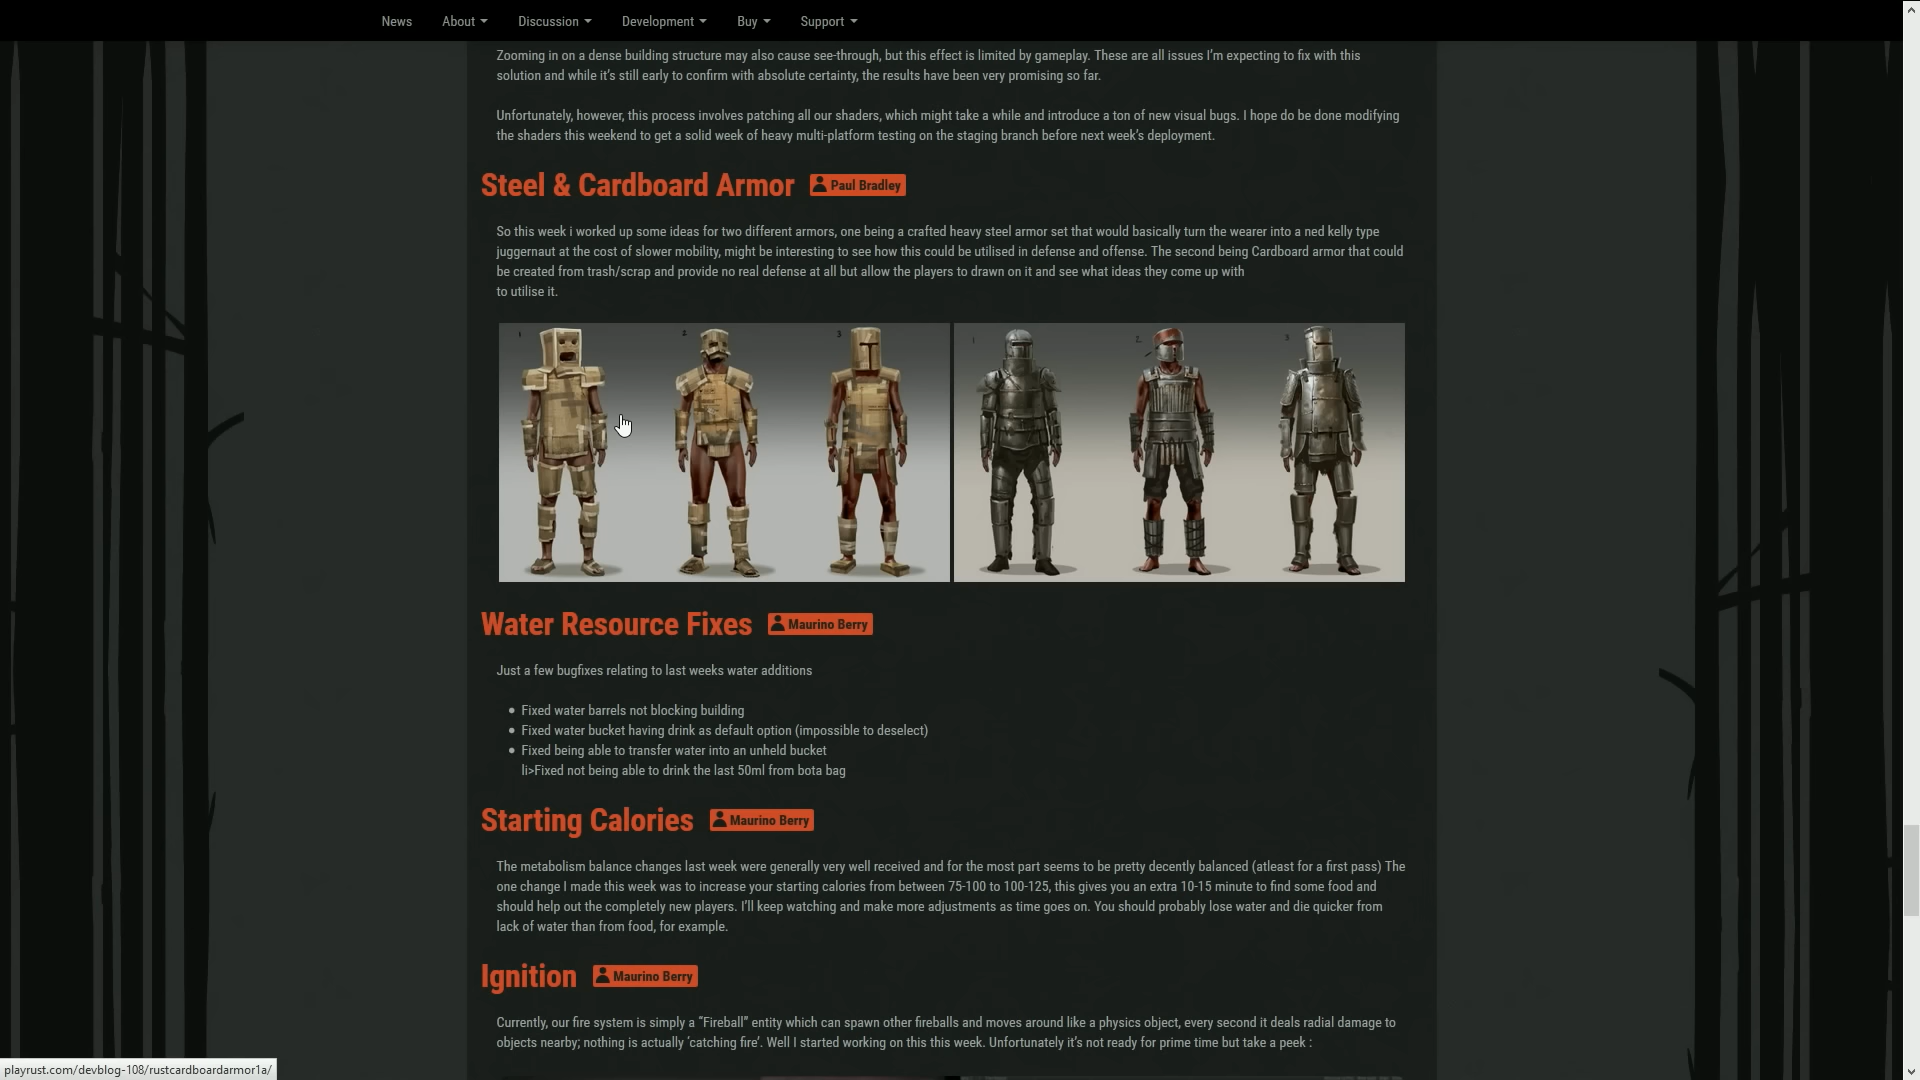 News About Discussion Development Buy Support
Zooming in on a dense building structure may also cause see-through, but this effect is limited by gameplay. These are all issues I'm expecting to fix with this
solution and while it's still early to confirm with absolute certainty, the results have been very promising so far.
Unfortunately, however, this process involves patching all our shaders, which might take a while and introduce a ton of new visual bugs. I hope do be done modifying
the shaders this weekend to get a solid week of heavy multi-platform testing on the staging branch before next week's deployment.
Steel & Cardboard Armor Paul Bradley
So this week i worked up some ideas for two different armors, one being a crafted heavy steel armor set that would basically turn the wearer into a ned kelly type
juggernaut at the cost of slower mobility, might be interesting to see how this could be utilised in defense and offense. The second being Cardboard armor that could
be created from trash/scrap and provide no real defense at all but allow the players to drawn on it and see what ideas they come up with
to utilise it.
1 2. 3 1 2. 3
Water Resource Fixes Maurino Berry
Just a few bugfixes relating to last weeks water additions
• Fixed water barrels not blocking building
• Fixed water bucket having drink as default option (impossible to deselect)
• Fixed being able to transfer water into an unheld bucket
li>Fixed not being able to drink the last 50ml from bota bag
Starting Calories Maurino Berry
The metabolism balance changes last week were generally very well received and for the most part seems to be pretty decently balanced (atleast for a first pass) The
one change I made this week was to increase your starting calories from between 75-100 to 100-125, this gives you an extra 10-15 minute to find some food and
should help out the completely new players. I'll keep watching and make more adjustments as time goes on. You should probably lose water and die quicker from
lack of water than from food, for example.
Ignition Maurino Berry
Currently, our fire system is simply a "Fireball" entity which can spawn other fireballs and moves around like a physics object, every second it deals radial damage to
objects nearby; nothing is actually 'catching fire'. Well I started working on this this week. Unfortunately it's not ready for prime time but take a peek :
playrust.com/devblog-108/rustcardboardarmor1a/